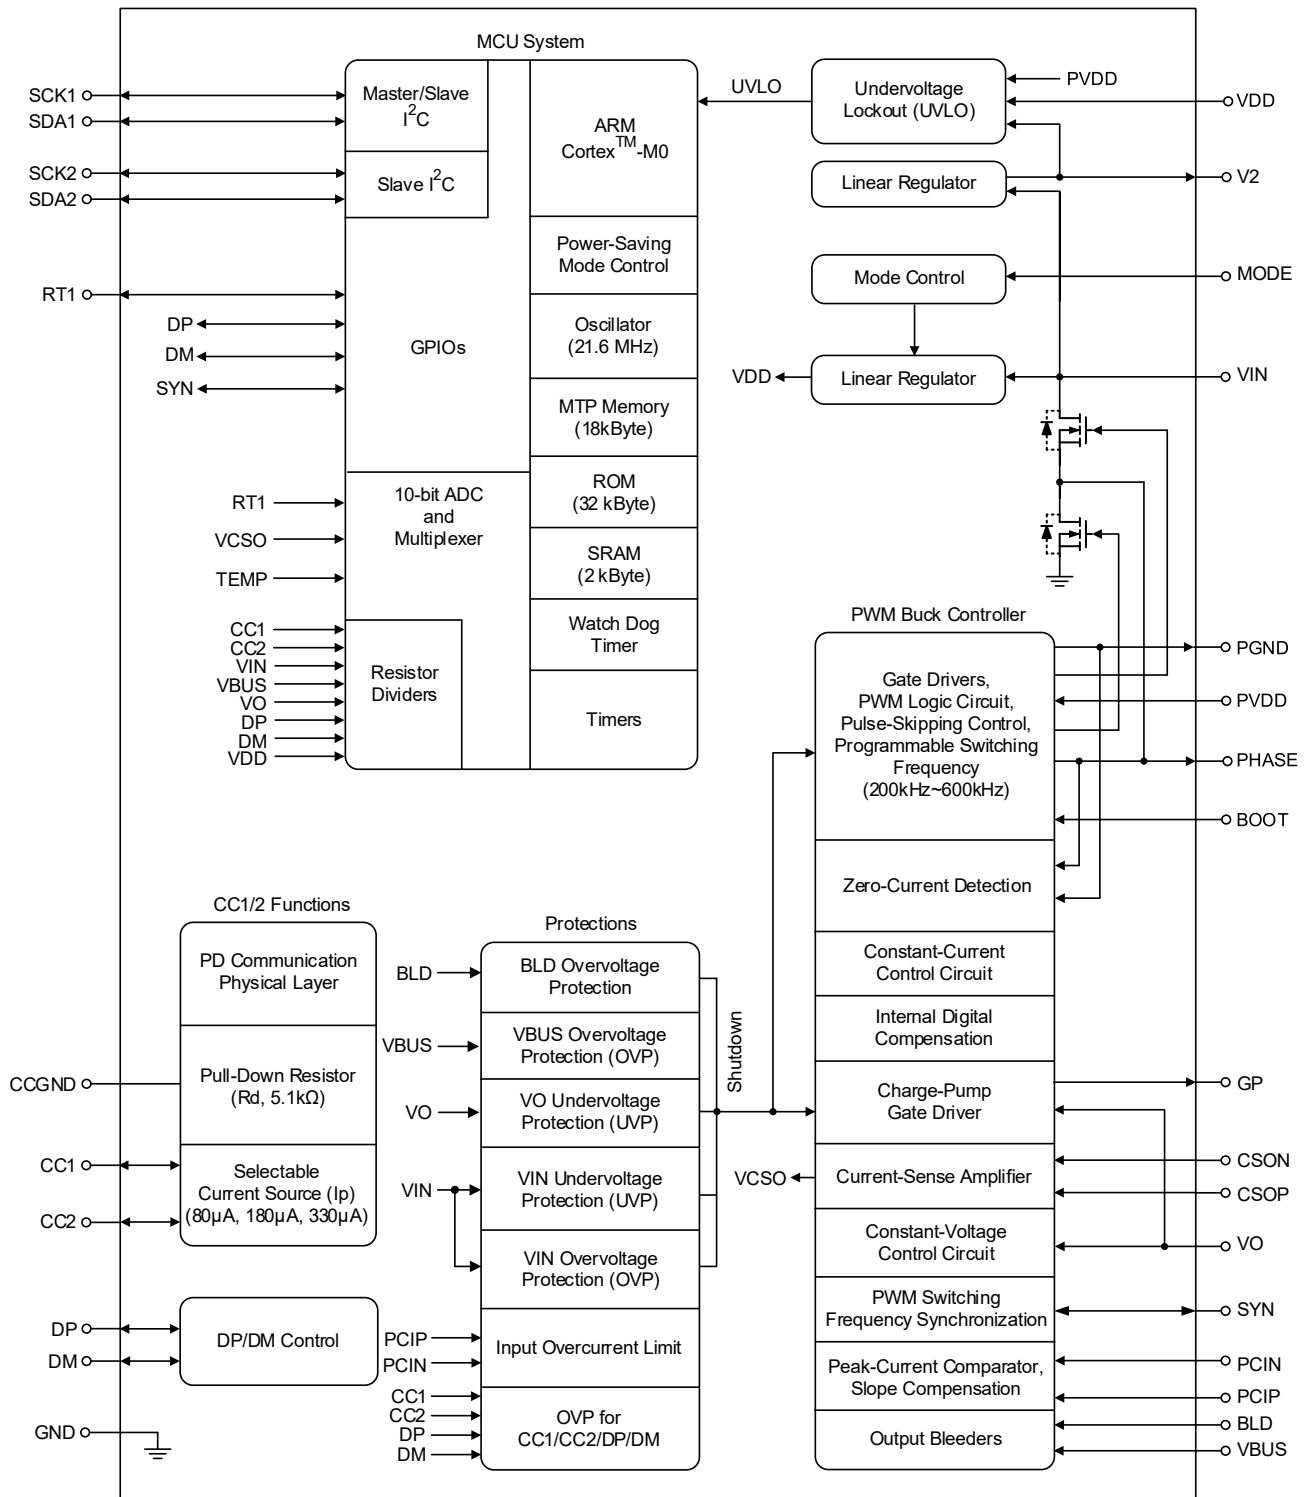 MCU System
SCK1
SDA1
SCK2
SDA2
RT1
DP
DM
SYN
Master/Slave
I2C
Slave I2C
GPIOs
ARM
Cortex™-M0
Power-Saving
Mode Control
Oscillator
(21.6 MHz)
MTP Memory
(18kByte)
ROM
(32 kByte)
SRAM
(2 kByte)
Watch Dog
Timer
Timers
RT1
VCSO
TEMP
10-bit ADC
and
Multiplexer
CC1
CC2
VIN
VBUS
VO
DP
DM
VDD
Resistor
Dividers
UVLO
Undervoltage
Lockout (UVLO)
PVDD
VDD
Linear Regulator
V2
Mode Control
MODE
VDD
Linear Regulator
VIN
PWM Buck Controller
Gate Drivers,
PWM Logic Circuit,
Pulse-Skipping Control,
Programmable Switching
Frequency
(200kHz~600kHz)
PGND
PVDD
PHASE
BOOT
Zero-Current Detection
Constant-Current
Control Circuit
Internal Digital
Compensation
Charge-Pump
Gate Driver
GP
VCSO
Current-Sense Amplifier
CSON
CSOP
Constant-Voltage
Control Circuit
VO
PWM Switching
Frequency Synchronization
SYN
Peak-Current Comparator,
Slope Compensation
PCIN
PCIP
Output Bleeders
BLD
VBUS
CC1/2 Functions
PD Communication
Physical Layer
CCGND
Pull-Down Resistor
(Rd, 5.1kΩ)
CC1
CC2
Selectable
Current Source (Ip)
(80µA, 180µA, 330µA)
DP
DM
DP/DM Control
GND
Protections
BLD
BLD Overvoltage
Protection
VBUS
VBUS Overvoltage
Protection (OVP)
VO
VO Undervoltage
Protection (UVP)
VIN
VIN Undervoltage
Protection (UVP)
VIN Overvoltage
Protection (OVP)
PCIP
PCIN
Input Overcurrent Limit
CC1
CC2
DP
DM
OVP for
CC1/CC2/DP/DM
Shutdown